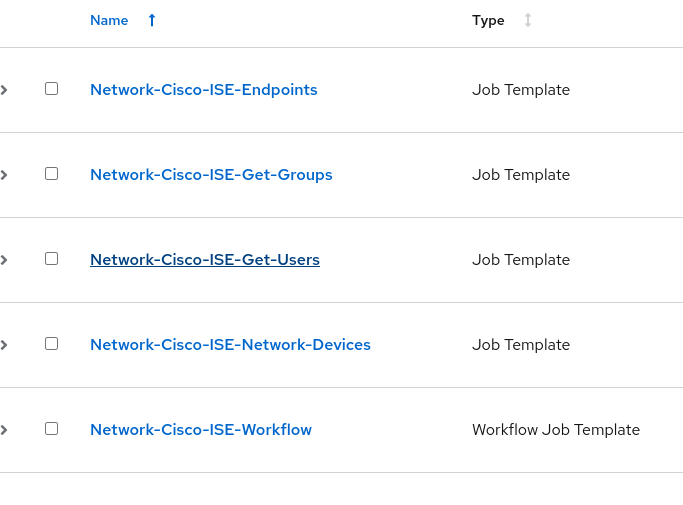 Name Type
Network-Cisco-ISE-Endpoints Job Template
Network-Cisco-ISE-Get-Groups Job Template
Network-Cisco-ISE-Get-Users Job Template
Network-Cisco-ISE-Network-Devices Job Template
Network-Cisco-ISE-Workflow Workflow Job Template